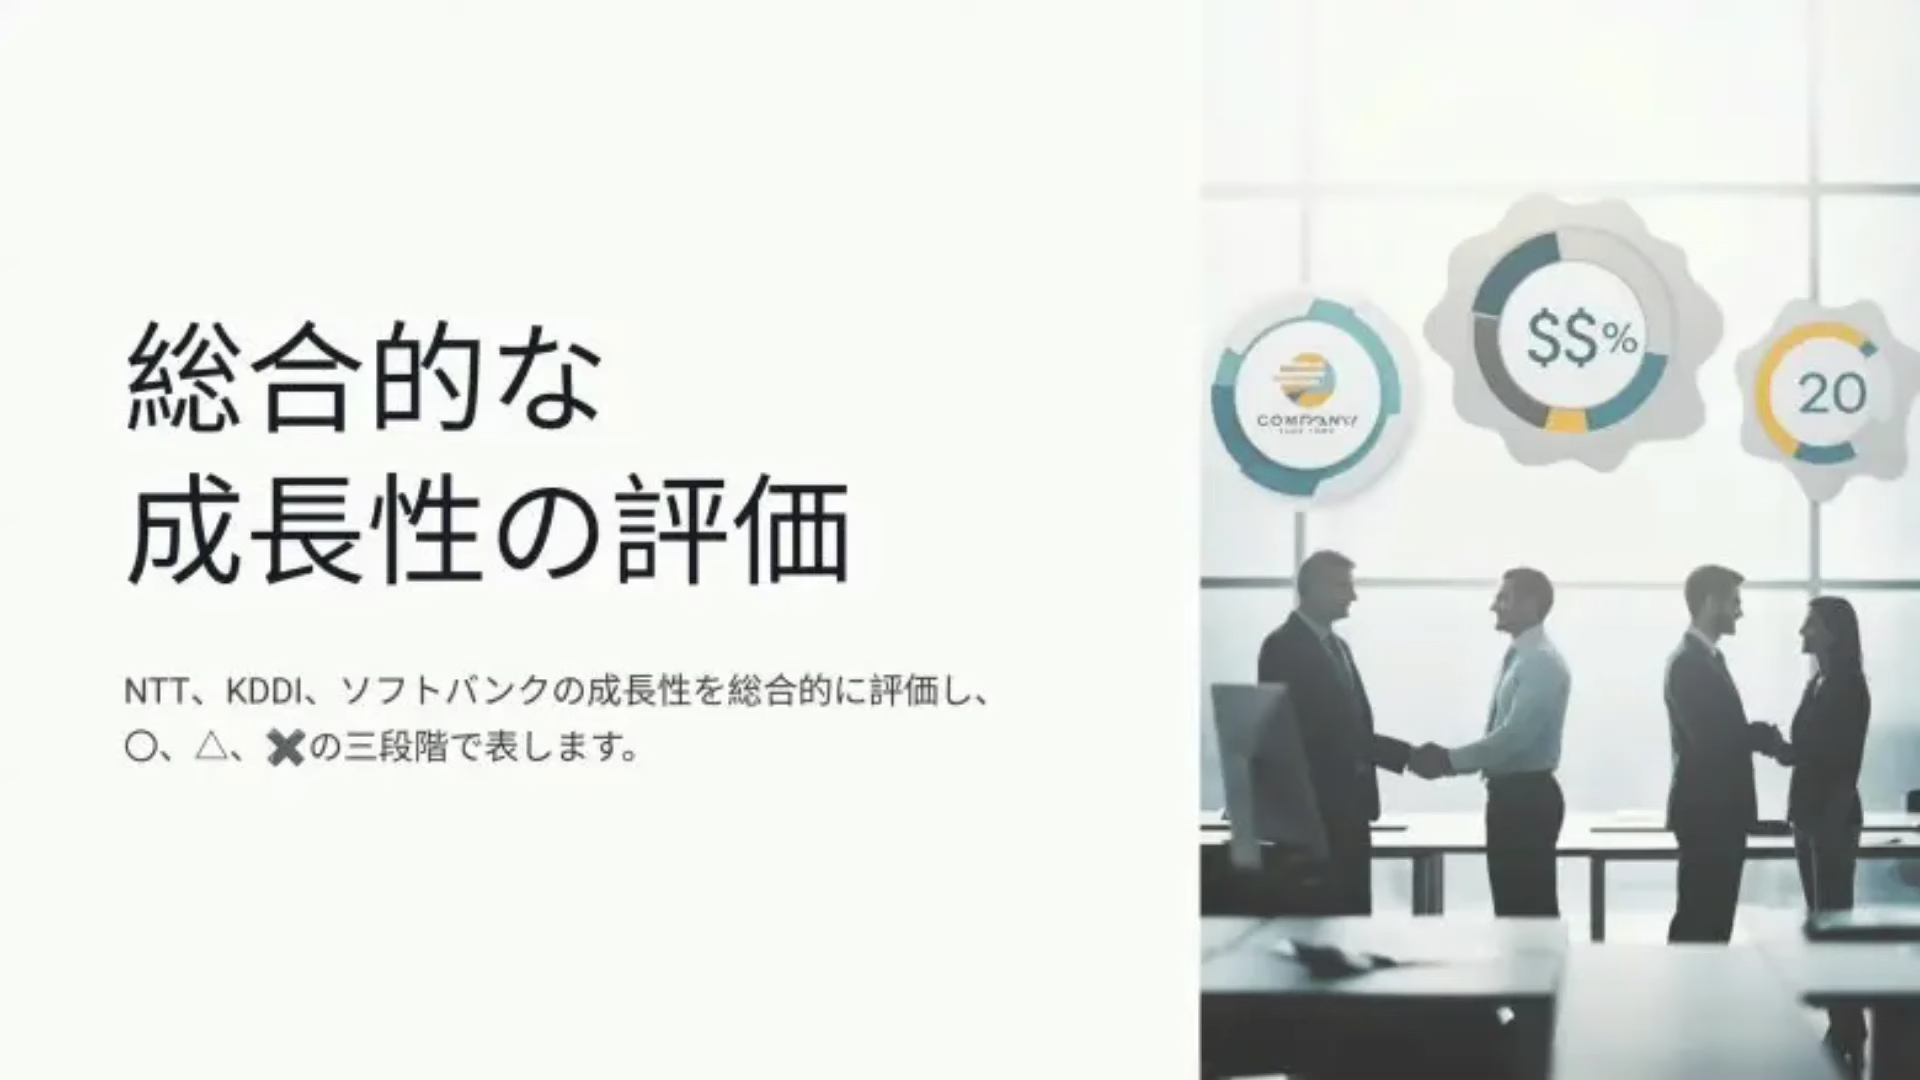 総合的な
成長性の評価
NTT、KDDI、ソフトバンクの成長性を総合的に評価し、
〇、△、✖の三段階で表します。
COMPANY
$$%
20